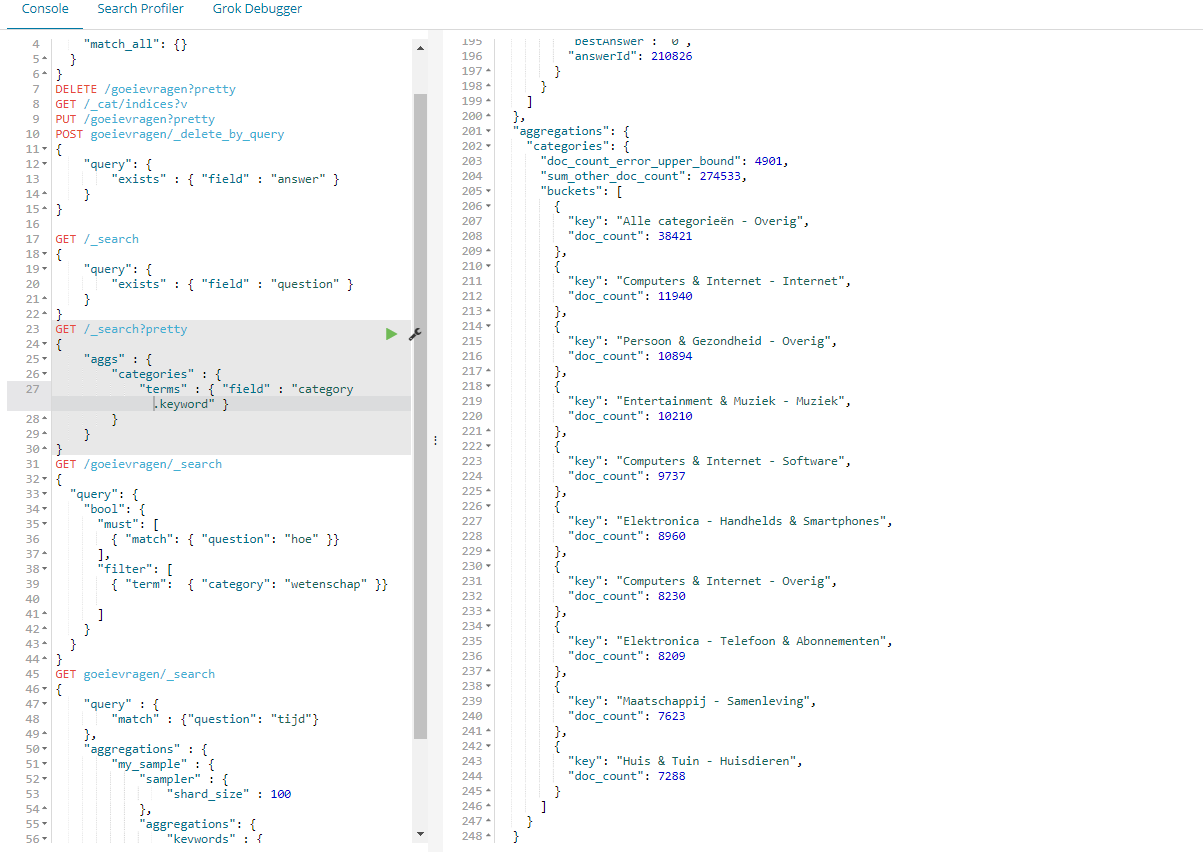 Console Search Profiler Grok Debugger
4 "match_all": {}
5 }
6 }
7 DELETE /goeievragen?pretty
8 GET /_cat/indices?v
9 PUT /goeievragen?pretty
10 POST goeievragen/_delete_by_query
11 {
12 "query": {
13 "exists" : { "field" : "answer" }
14 }
15 }
16
17 GET /_search
18 {
19 "query": {
20 "exists" : { "field" : "question" }
21 }
22 }
23 GET /_search?pretty
24 {
25 "aggs" : {
26 "categories" : {
27 "terms" : { "field" : "category
.keyword" }
28 }
29 }
30 }
31 GET /goeievragen/_search
32 {
33 "query": {
34 "bool": {
35 "must": [
36 { "match": { "question": "hoe" }}
37 ],
38 "filter": [
39 { "term": { "category": "wetenschap" }}
40
41 ]
42 }
43 }
44 }
45 GET goeievragen/_search
46 {
47 "query" : {
48 "match" : {"question": "tijd"}
49 },
50 "aggregations" : {
51 "my_sample" : {
52 "sampler" : {
53 "shard_size" : 100
54 },
55 "aggregations": {
56 "keywords" : {
195 "bestAnswer": "0",
196 "answerId": 210826
197 }
198 }
199 ]
200 },
201 "aggregations": {
202 "categories": {
203 "doc_count_error_upper_bound": 4901,
204 "sum_other_doc_count": 274533,
205 "buckets": [
206 {
207 "key": "Alle categorieën - Overig",
208 "doc_count": 38421
209 },
210 {
211 "key": "Computers & Internet - Internet",
212 "doc_count": 11940
213 },
214 {
215 "key": "Persoon & Gezondheid - Overig",
216 "doc_count": 10894
217 },
218 {
219 "key": "Entertainment & Muziek - Muziek",
220 "doc_count": 10210
221 },
222 {
223 "key": "Computers & Internet - Software",
224 "doc_count": 9737
225 },
226 {
227 "key": "Elektronica - Handhelds & Smartphones",
228 "doc_count": 8960
229 },
230 {
231 "key": "Computers & Internet - Overig",
232 "doc_count": 8230
233 },
234 {
235 "key": "Elektronica - Telefoon & Abonnementen",
236 "doc_count": 8209
237 },
238 {
239 "key": "Maatschappij - Samenleving",
240 "doc_count": 7623
241 },
242 {
243 "key": "Huis & Tuin - Huisdieren",
244 "doc_count": 7288
245 }
246 ]
247 }
248 }